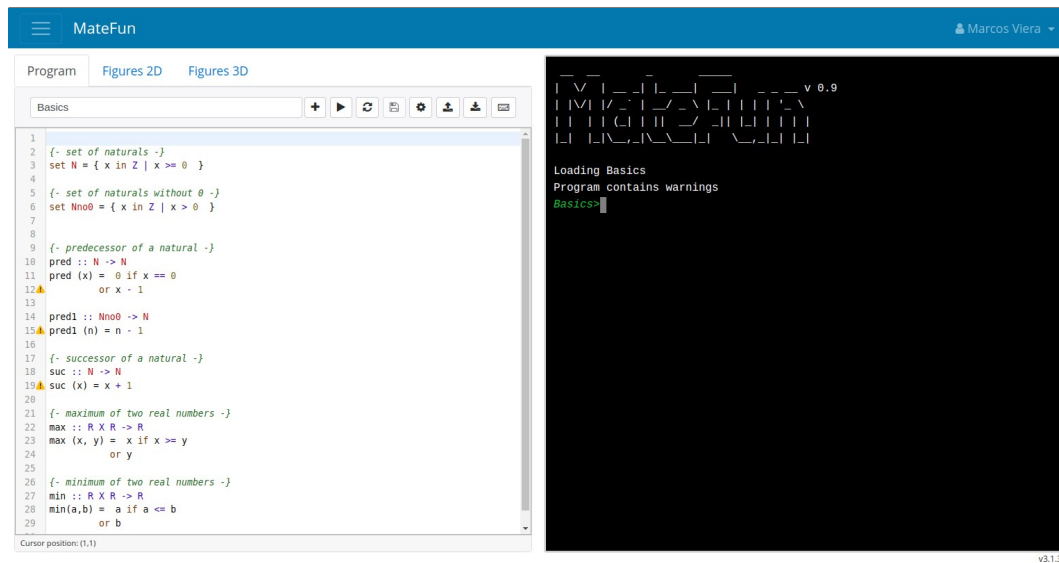 MateFun
Marcos Viera
Program Figures 2D Figures 3D
Basics
1
2 {- set of naturals -}
3 set N = { x in Z | x >= 0  }
4
5 {- set of naturals without 0 -}
6 set Nno0 = { x in Z | x > 0  }
7
8
9 {- predecessor of a natural -}
10 pred :: N -> N
11 pred (x) =  0 if x == 0
12 or x - 1
13
14 pred1 :: Nno0 -> N
15 pred1 (n) = n - 1
16
17 {- successor of a natural -}
18 suc :: N -> N
19 suc (x) = x + 1
20
21 {- maximum of two real numbers -}
22 max :: R X R -> R
23 max (x, y) =  x if x >= y
24 or y
25
26 {- minimum of two real numbers -}
27 min :: R X R -> R
28 min(a,b) =  a if a <= b
29 or b
Cursor position: (1,1)
MateFun v 0.9
Loading Basics
Program contains warnings
Basics>